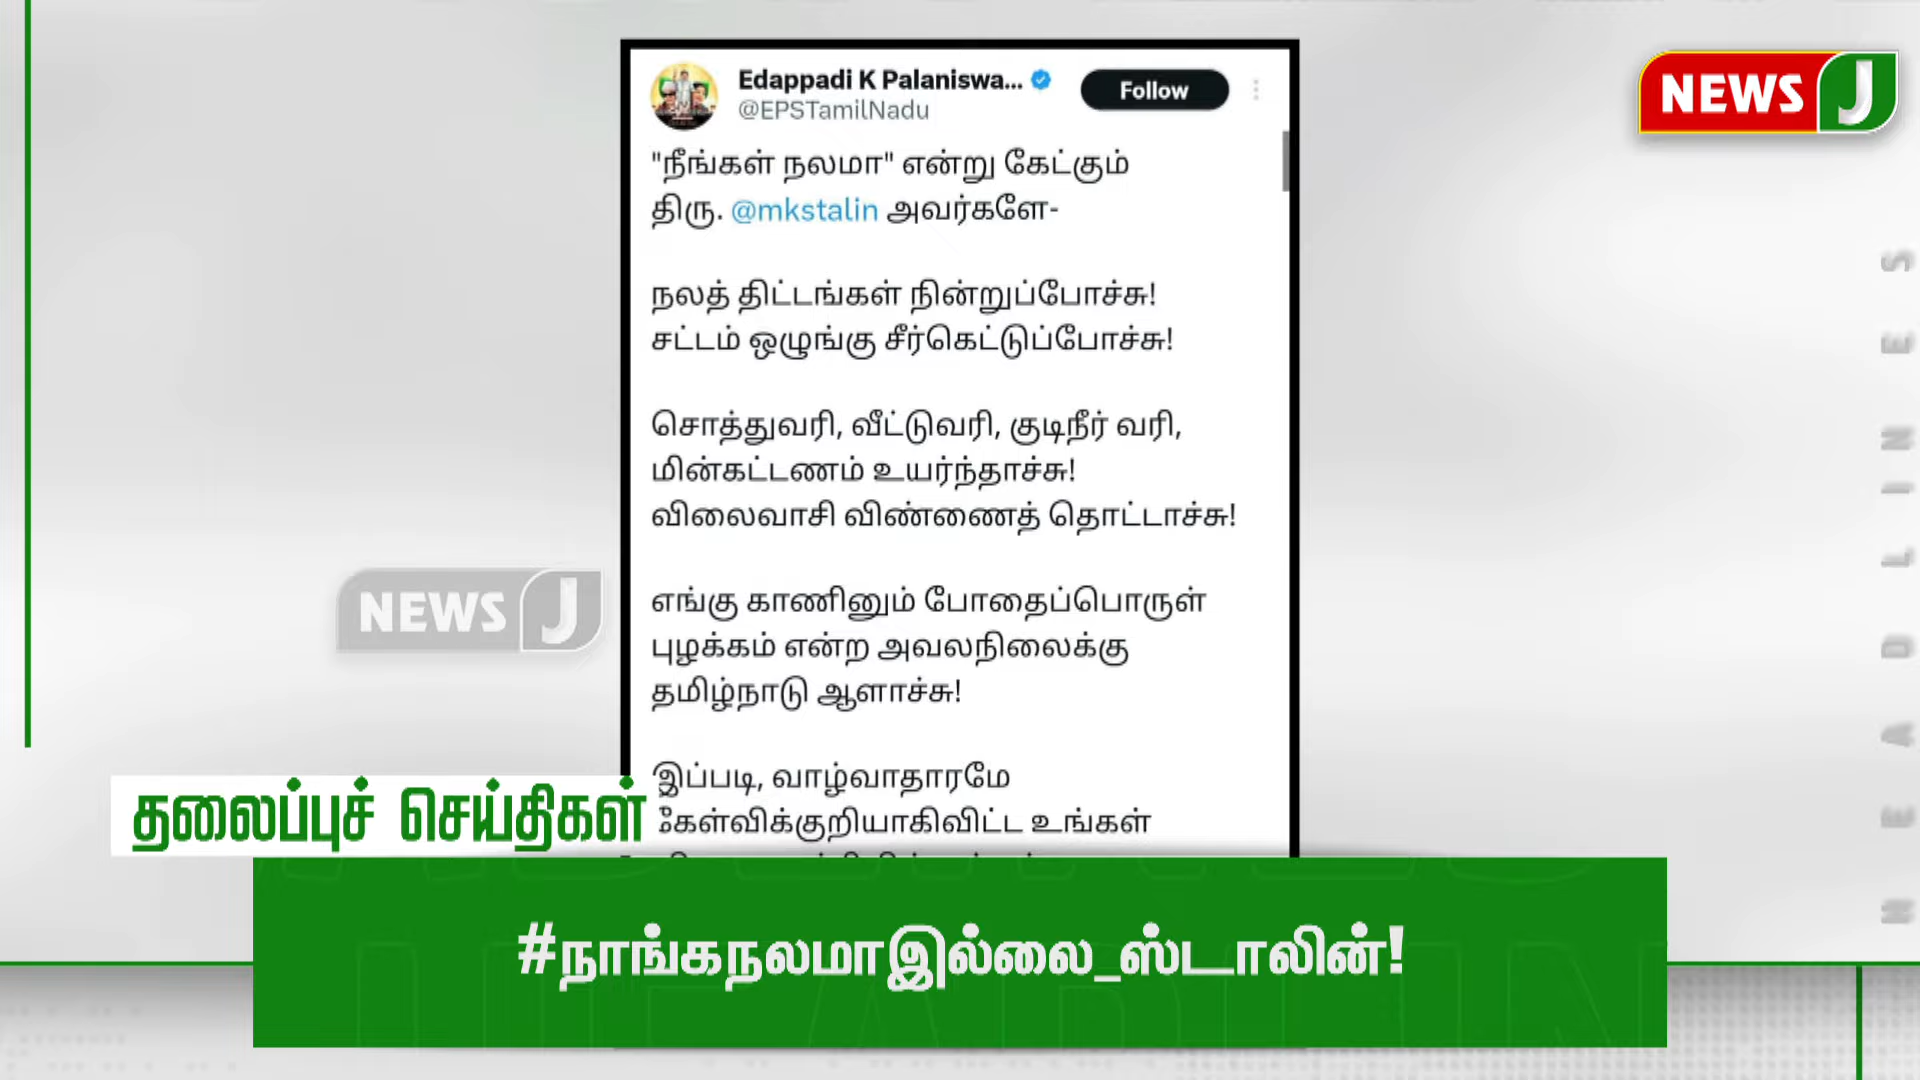 Edappadi K Palaniswa...
@EPSTamilNadu
Follow
"நீங்கள் நலமா" என்று கேட்கும்
திரு. @mkstalin அவர்களே-
நலத் திட்டங்கள் நின்றுப்போச்சு!
சட்டம் ஒழுங்கு சீர்கெட்டுப்போச்சு!
சொத்துவரி, வீட்டுவரி, குடிநீர் வரி,
மின்கட்டணம் உயர்ந்தாச்சு!
விலைவாசி விண்ணைத் தொட்டாச்சு!
எங்கு காணினும் போதைப்பொருள்
புழக்கம் என்ற அவலநிலைக்கு
தமிழ்நாடு ஆளாச்சு!
இப்படி, வாழ்வாதாரமே
கேள்விக்குறியாகிவிட்ட உங்கள்
NEWS J
NEWS J
HEADLINES
தலைப்புச் செய்திகள்
#நாங்கநலமாஇல்லை_ஸ்டாலின்!